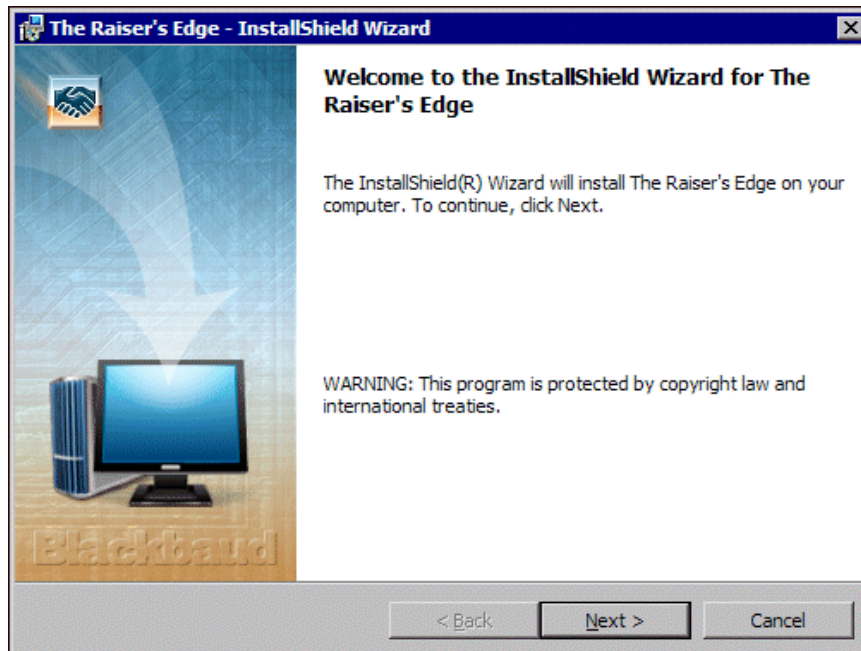 The Raiser's Edge - InstallShield Wizard
Welcome to the InstallShield Wizard for The
Raiser's Edge
The InstallShield(R) Wizard will install The Raiser's Edge on your
computer. To continue, click Next.
WARNING: This program is protected by copyright law and
international treaties.
Blackbaud
< Back
Next >
Cancel